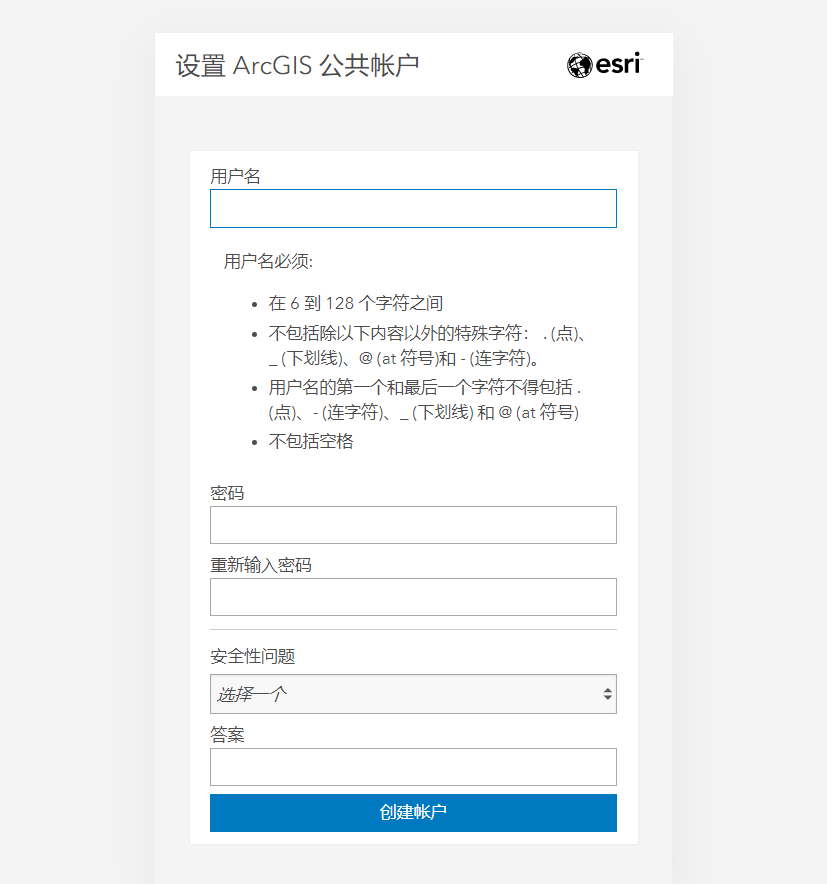 设置 ArcGIS 公共帐户
esri
用户名
用户名必须:
• 在 6 到 128 个字符之间
• 不包括除以下内容以外的特殊字符： . (点)、
_ (下划线)、@ (at 符号)和 - (连字符)。
• 用户名的第一个和最后一个字符不得包括 .
(点)、- (连字符)、_ (下划线) 和 @ (at 符号)
• 不包括空格
密码
重新输入密码
安全性问题
选择一个
答案
创建帐户